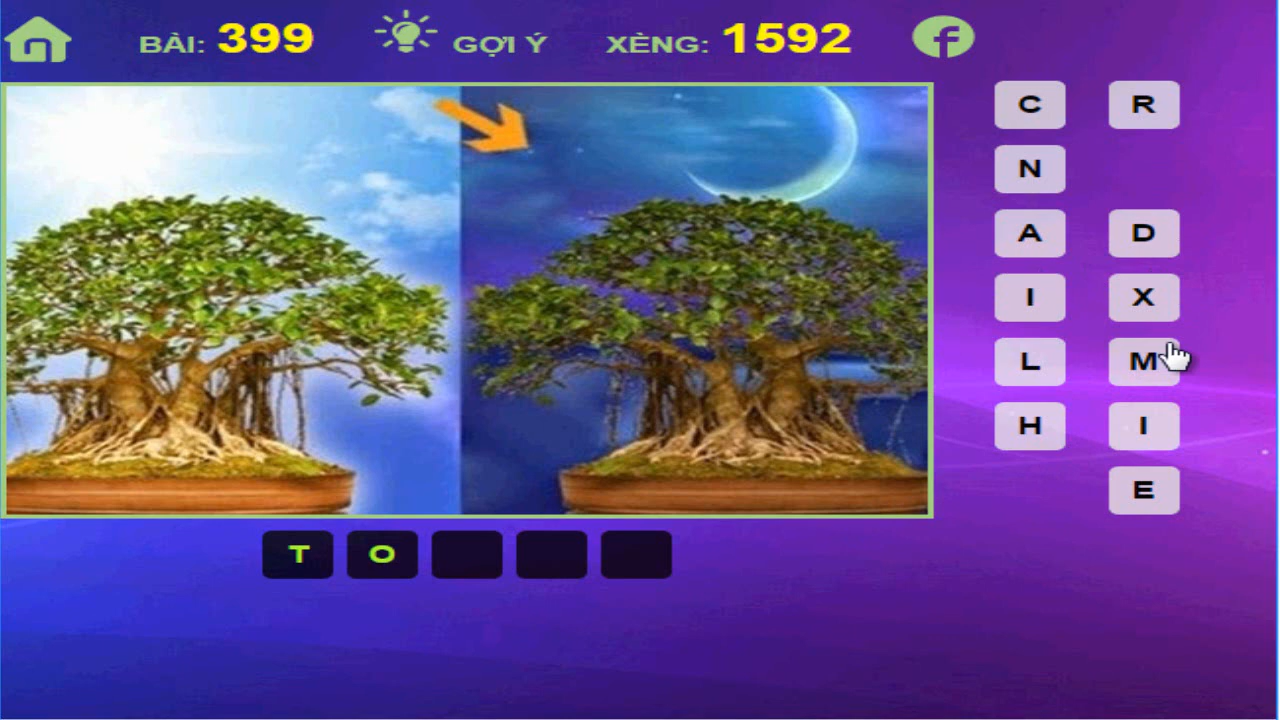 BÀI: 399 GỢI Ý XÈNG: 1592 f
C R
N
A D
I X
L M
H I
E
T O